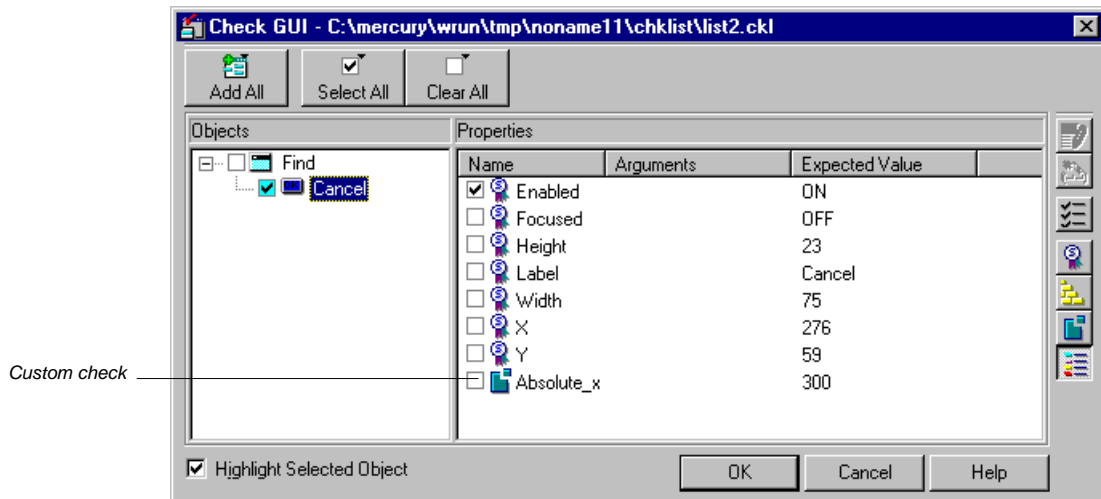 Check GUI - C:\mercury\wrun\tmp\noname11\chklist\list2.ckl
Add All Select All Clear All
Objects Properties
Name Arguments Expected Value
Find
Cancel
Enabled ON
Focused OFF
Height 23
Label Cancel
Width 75
X 276
Y 59
Custom check Absolute_x 300
Highlight Selected Object OK Cancel Help